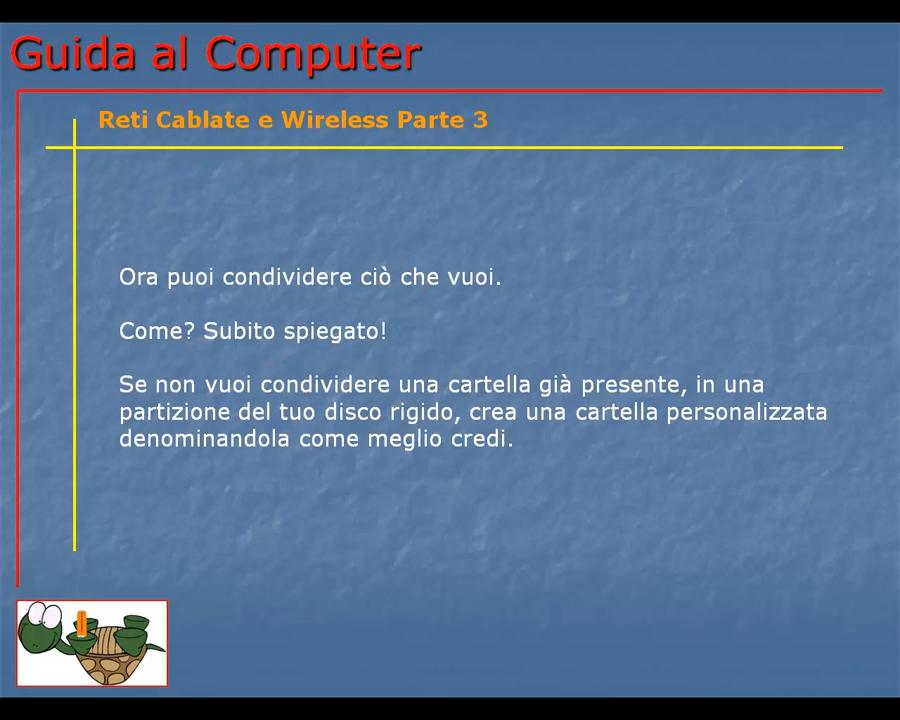 Guida al Computer
Reti Cablate e Wireless Parte 3
Ora puoi condividere ciò che vuoi.
Come? Subito spiegato!
Se non vuoi condividere una cartella già presente, in una
partizione del tuo disco rigido, crea una cartella personalizzata
denominandola come meglio credi.